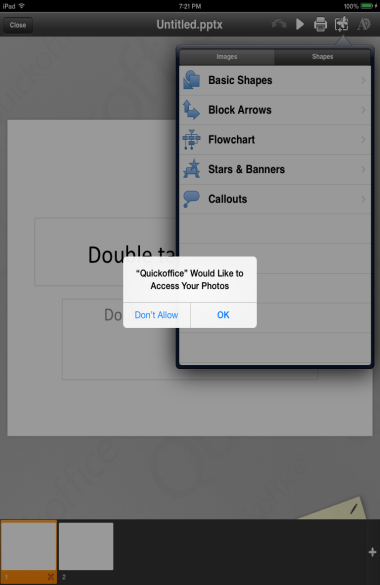 iPad
7:21 PM
100%
Close
Untitled.pptx
Images
Shapes
Basic Shapes
Block Arrows
Flowchart
Stars & Banners
Callouts
Double ta
Do
“Quickoffice” Would Like to
Access Your Photos
Don't Allow
OK
1
2